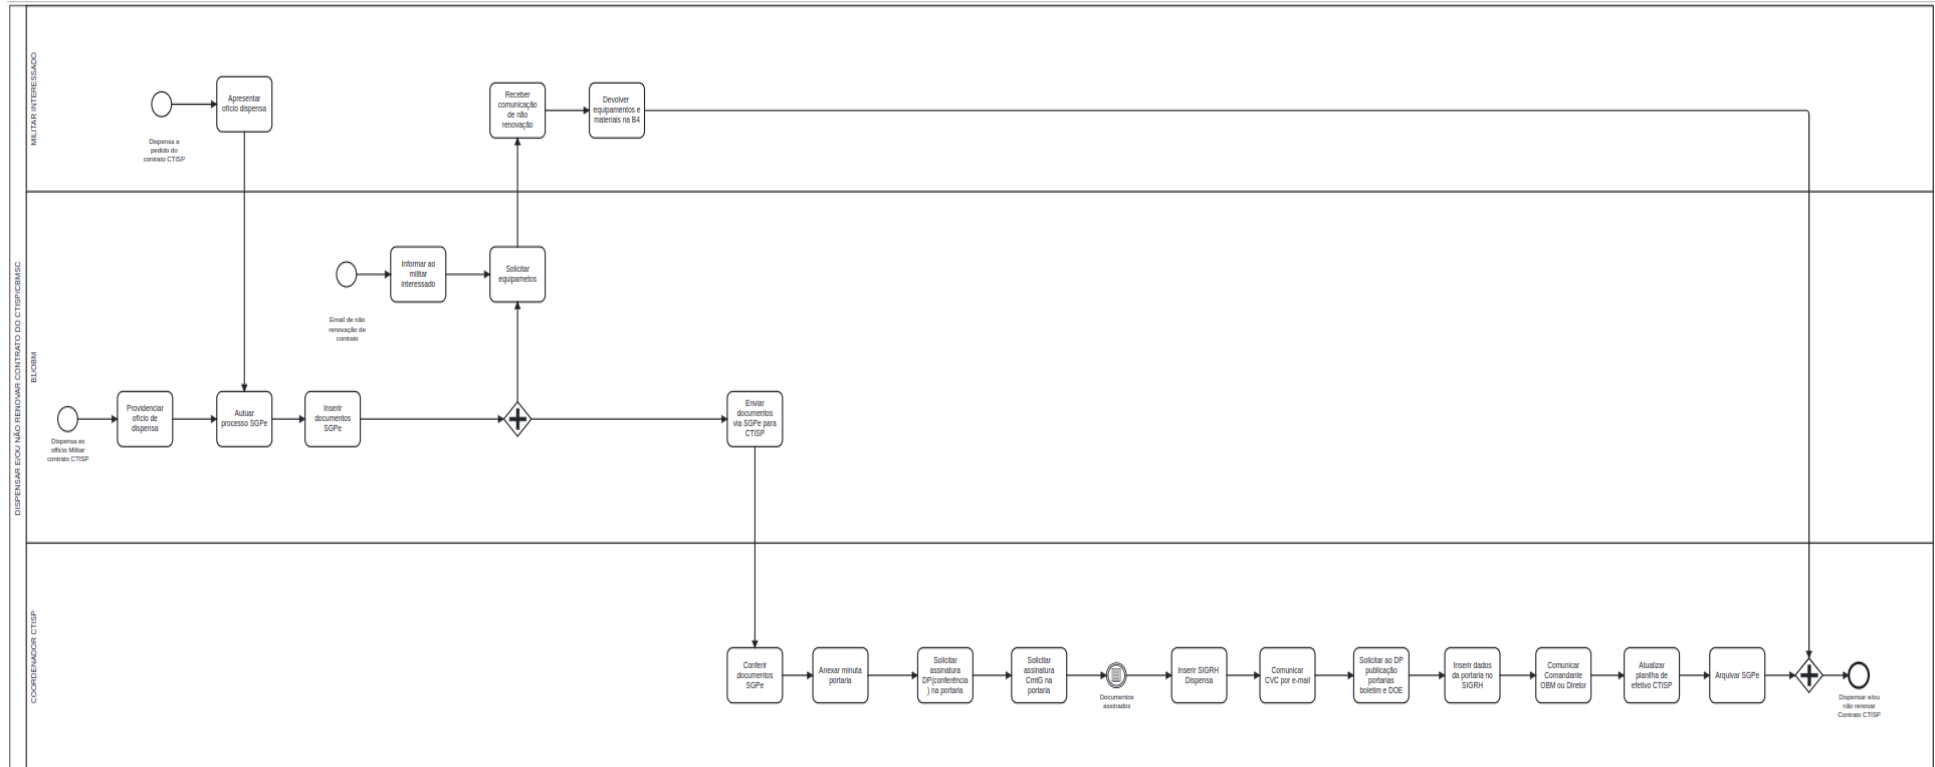 DISPENSAR E/OU NÃO RENOVAR CONTRATO DO CTISP/CBMSC
MILITAR INTERESSADO
Dispensa a
pedido do
contrato CTISP
Apresentar
ofício dispensa
Receber
comunicação
de não
renovação
Devolver
equipamentos e
materiais na B4
B1/OBM
Email de não
renovação de
contrato
Informar ao
militar
interessado
Solicitar
equipametos
Dispensa ex
offício Militar
contrato CTISP
Providenciar
ofício de
dispensa
Autuar
processo SGPe
Inserir
documentos
SGPe
Enviar
documentos
via SGPe para
CTISP
COORDENADOR CTISP
Conferir
documentos
SGPe
Anexar minuta
portaria
Solicitar
assinatura
DP(conferência
) na portaria
Solicitar
assinatura
CmtG na
portaria
Documentos
assinados
Inserir SIGRH
Dispensa
Comunicar
CVC por e-mail
Solicitar ao DP
publicação
portarias
boletim e DOE
Inserir dados
da portaria no
SIGRH
Comunicar
Comandante
OBM ou Diretor
Atualizar
planilha de
efetivo CTISP
Arquivar SGPe
Dispensar e/ou
não renovar
Contrato CTISP